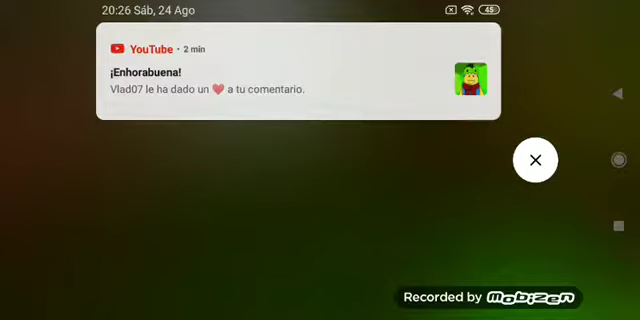 20:26 Sáb, 24 Ago
45
YouTube • 2 min
¡Enhorabuena!
Vlad07 le ha dado un ❤ a tu comentario.
Recorded by Mobizen